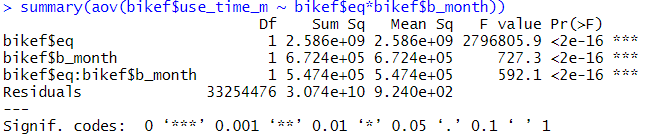 > summary(aov(bikef$use_time_m ~ bikef$eq*bikef$b_month))
Df Sum Sq Mean Sq F value Pr(>F)
bikef$eq 1 2.586e+09 2.586e+09 2796805.9 <2e-16 ***
bikef$b_month 1 6.724e+05 6.724e+05 727.3 <2e-16 ***
bikef$eq:bikef$b_month 1 5.474e+05 5.474e+05 592.1 <2e-16 ***
Residuals 33254476 3.074e+10 9.240e+02
---
Signif. codes: 0 ‘***’ 0.001 ‘**’ 0.01 ‘*’ 0.05 ‘.’ 0.1 ‘ ’ 1